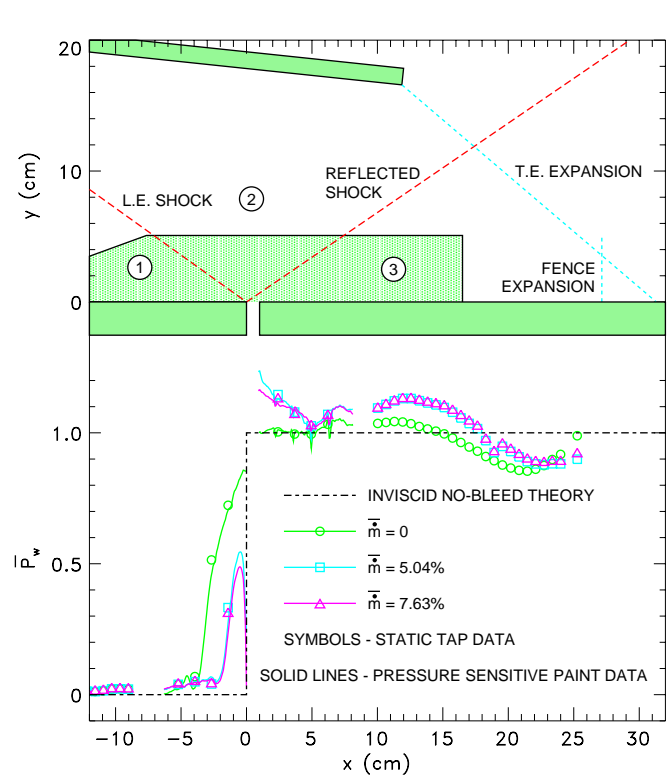 20
10
0
y (cm)
L.E. SHOCK
2
REFLECTED
SHOCK
T.E. EXPANSION
1
3
FENCE
EXPANSION
1.0
0.5
0
P̅w
INVISCID NO-BLEED THEORY
ṁ̅ = 0
ṁ̅ = 5.04%
ṁ̅ = 7.63%
SYMBOLS - STATIC TAP DATA
SOLID LINES - PRESSURE SENSITIVE PAINT DATA
−10 −5 0 5 10 15 20 25 30
x (cm)